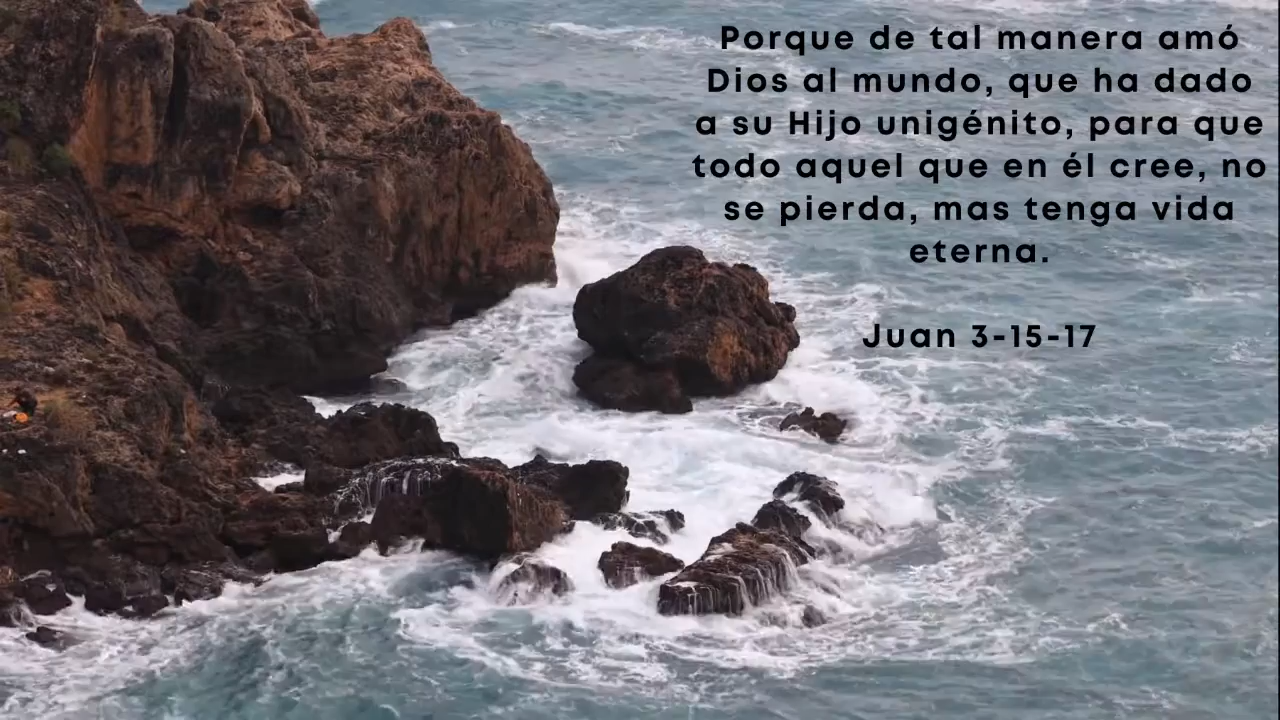 Porque de tal manera amó
Dios al mundo, que ha dado
a su Hijo unigénito, para que
todo aquel que en él cree, no
se pierda, mas tenga vida
eterna.
Juan 3-15-17